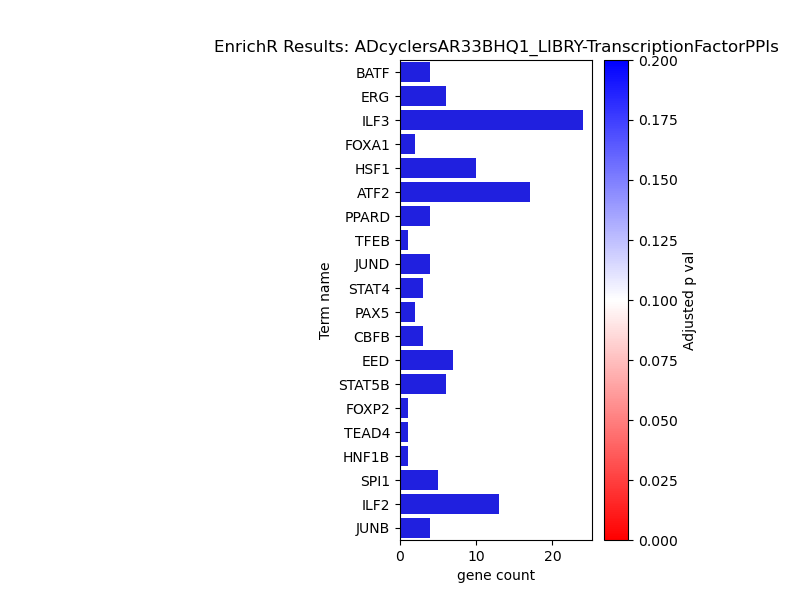 EnrichR Results: ADcyclersAR33BHQ1_LIBRY-TranscriptionFactorPPIs
BATF
ERG
ILF3
FOXA1
HSF1
ATF2
PPARD
TFEB
JUND
STAT4
PAX5
CBFB
EED
STAT5B
FOXP2
TEAD4
HNF1B
SPI1
ILF2
JUNB
Term name
0 10 20
gene count
0.200
0.175
0.150
0.125
0.100
0.075
0.050
0.025
0.000
Adjusted p val